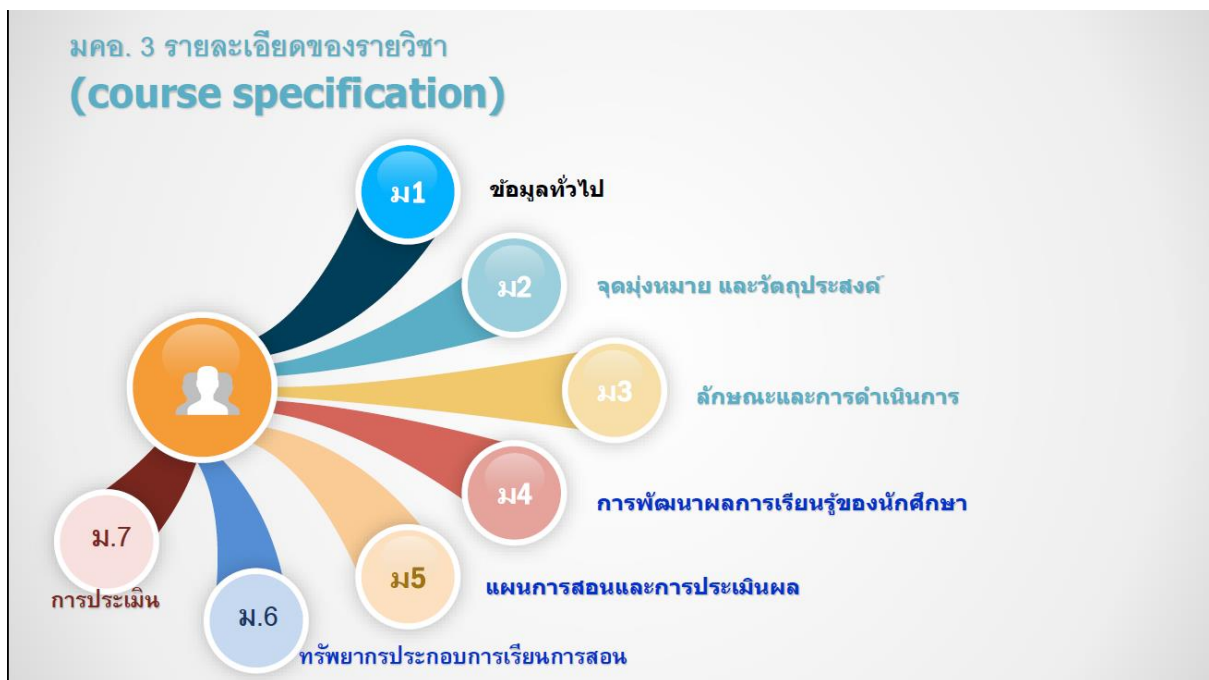 มคอ. 3 รายละเอียดของรายวิชา
(course specification)
ม1
ข้อมูลทั่วไป
ม2
จุดมุ่งหมาย และวัตถุประสงค์
ม3
ลักษณะและการดำเนินการ
ม4
การพัฒนาผลการเรียนรู้ของนักศึกษา
ม5
แผนการสอนและการประเมินผล
ม.6
ทรัพยากรประกอบการเรียนการสอน
ม.7
การประเมิน